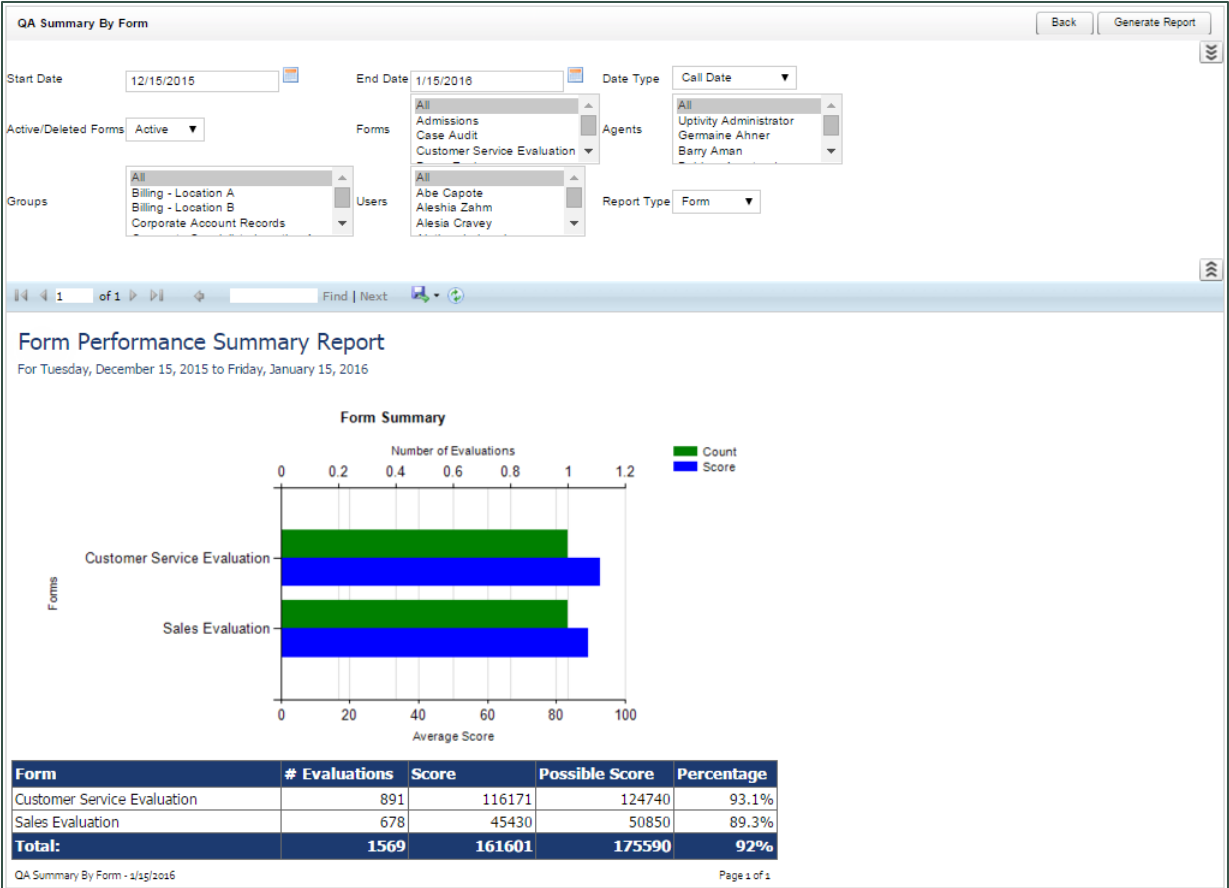 QA Summary By Form Back Generate Report
Start Date 12/15/2015 End Date 1/15/2016 Date Type Call Date
Active/Deleted Forms Active Forms All Agents All
Admissions Uptivity Administrator
Case Audit Germaine Ahner
Customer Service Evaluation Barry Aman
Groups All Users All Report Type Form
Billing - Location A Abe Capote
Billing - Location B Aleshia Zahm
Corporate Account Records Alesia Cravey
1 of 1 Find | Next
Form Performance Summary Report
For Tuesday, December 15, 2015 to Friday, January 15, 2016
Form Summary
Number of Evaluations Count
0 0.2 0.4 0.6 0.8 1 1.2 Score
Customer Service Evaluation
Forms
Sales Evaluation
0 20 40 60 80 100
Average Score
Form # Evaluations Score Possible Score Percentage
Customer Service Evaluation 891 116171 124740 93.1%
Sales Evaluation 678 45430 50850 89.3%
Total: 1569 161601 175590 92%
QA Summary By Form - 1/15/2016 Page 1 of 1